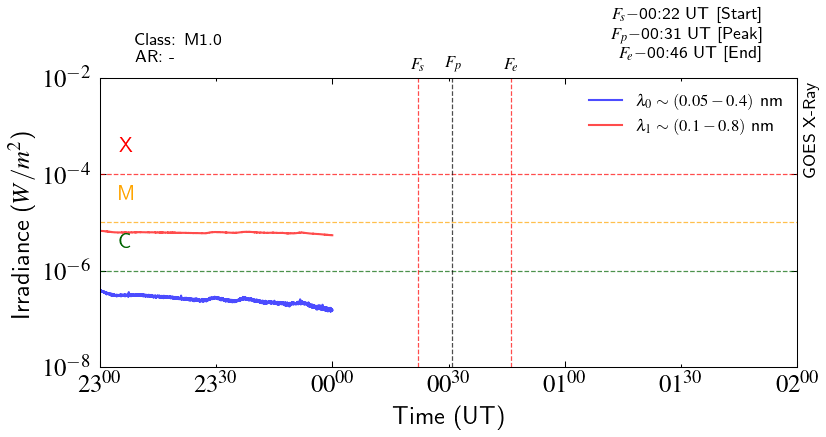 Fs−00:22 UT [Start]
Class: M1.0
Fp−00:31 UT [Peak]
AR: -
Fe−00:46 UT [End]
Fs Fp Fe
10⁻²
λ₀ ∼ (0.05 − 0.4) nm
λ₁ ∼ (0.1 − 0.8) nm
GOES X-Ray
X
10⁻⁴
M
C
10⁻⁶
10⁻⁸
Irradiance (W/m²)
23⁰⁰ 23³⁰ 00⁰⁰ 00³⁰ 01⁰⁰ 01³⁰ 02⁰⁰
Time (UT)